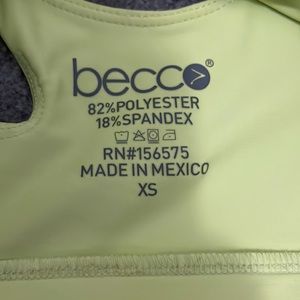 becco®
82%POLYESTER
18%SPANDEX
RN#156575
MADE IN MEXICO
XS